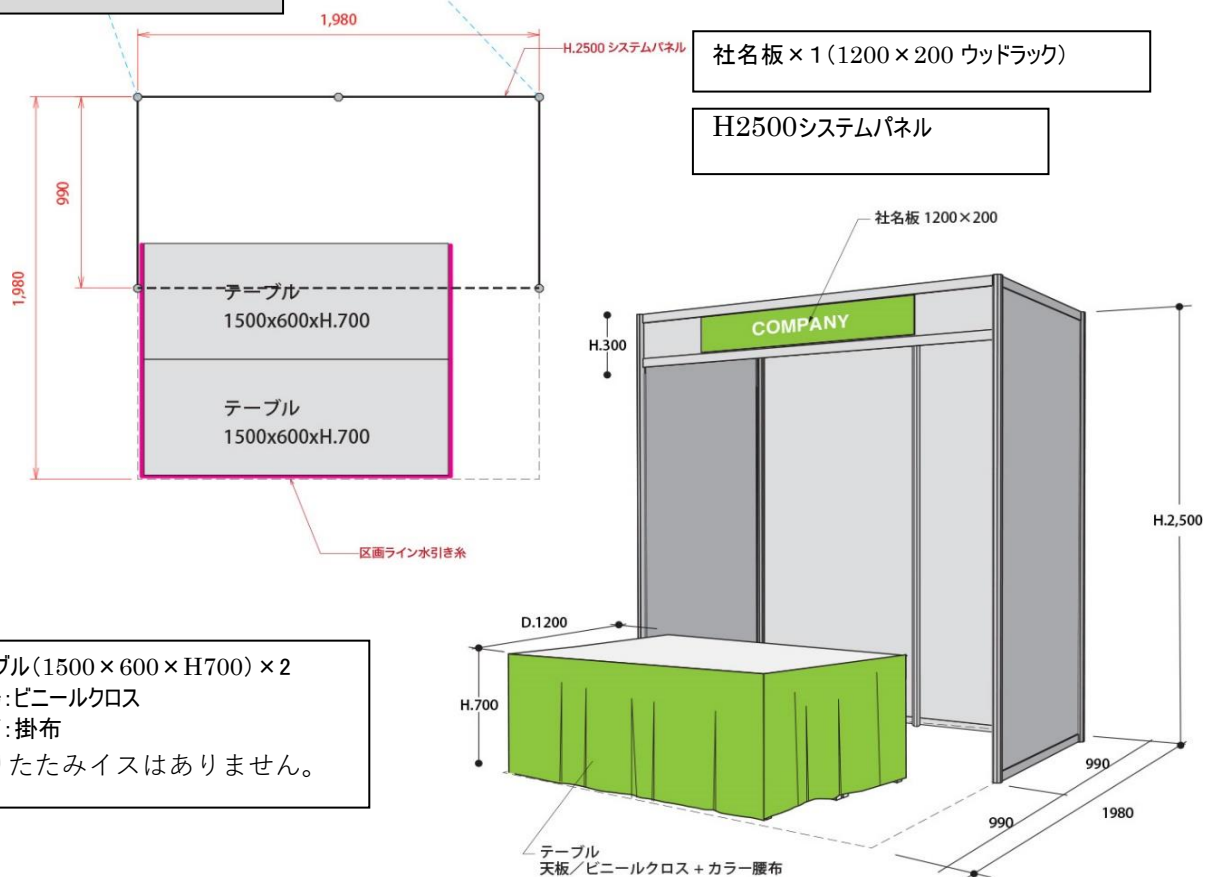 1,980
H.2500 システムパネル
社名板×１（1200×200 ウッドラック）
H2500システムパネル
990
1,980
テーブル
1500x600xH.700
テーブル
1500x600xH.700
区画ライン水引き糸
社名板 1200×200
COMPANY
H.300
H.2,500
D.1200
H.700
990
990
1980
テーブル
天板／ビニールクロス + カラー腰布
ブル（1500×600×H700）×2
：ビニールクロス
：掛布
りたたみイスはありません。